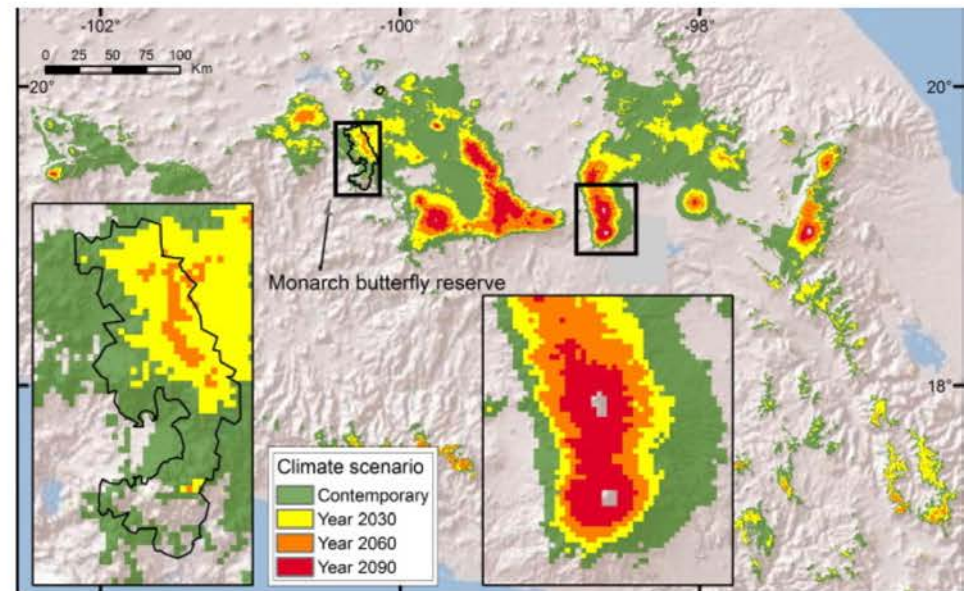 -102
-100
-98
0 25 50 75 100
Km
20°
20°
Monarch butterfly reserve
18°
18°
Climate scenario
Contemporary
Year 2030
Year 2060
Year 2090